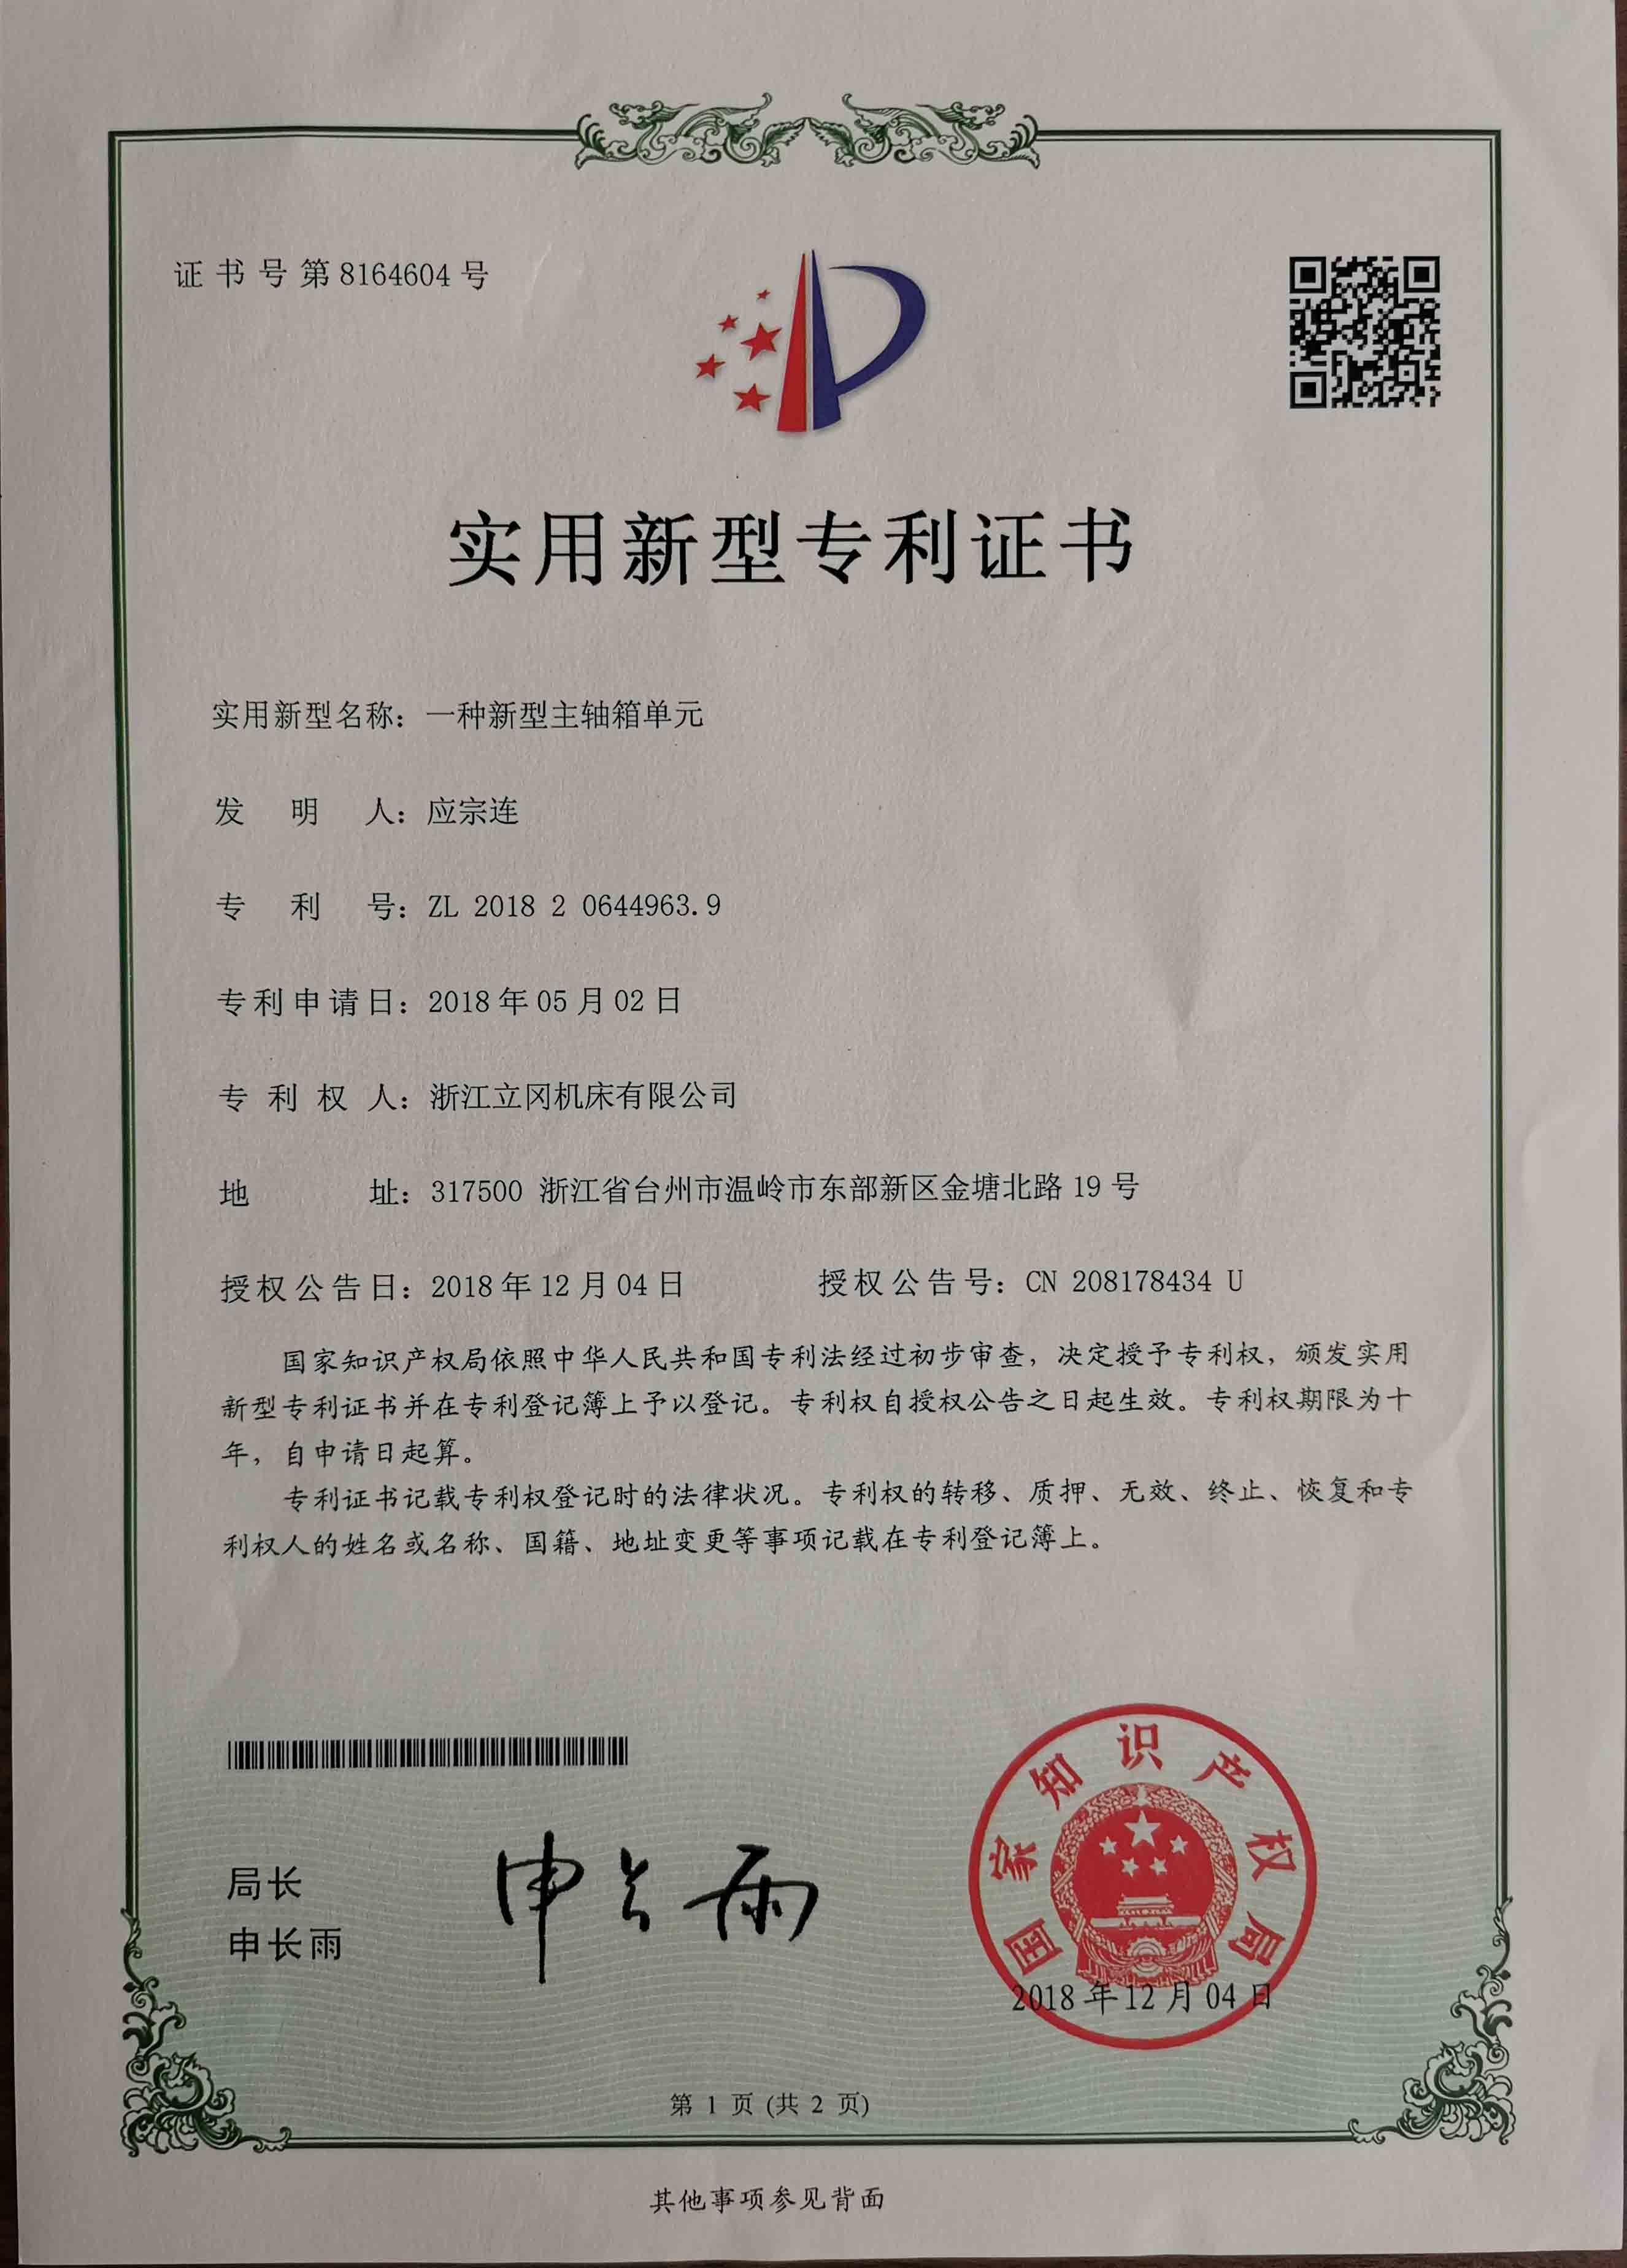 证书号第8164604号
实用新型专利证书
实用新型名称：一种新型主轴箱单元
发明人：应宗连
专利号：ZL 2018 2 0644963.9
专利申请日：2018年05月02日
专利权人：浙江立冈机床有限公司
地址：317500 浙江省台州市温岭市东部新区金塘北路19号
授权公告日：2018年12月04日 授权公告号：CN 208178434 U
国家知识产权局依照中华人民共和国专利法经过初步审查，决定授予专利权，颁发实用
新型专利证书并在专利登记簿上予以登记。专利权自授权公告之日起生效。专利权期限为十
年，自申请日起算。
专利证书记载专利权登记时的法律状况。专利权的转移、质押、无效、终止、恢复和专
利权人的姓名或名称、国籍、地址变更等事项记载在专利登记簿上。
局长
申长雨
申长雨
国家知识产权局
2018年12月04日
第 1 页 (共 2 页)
其他事项参见背面